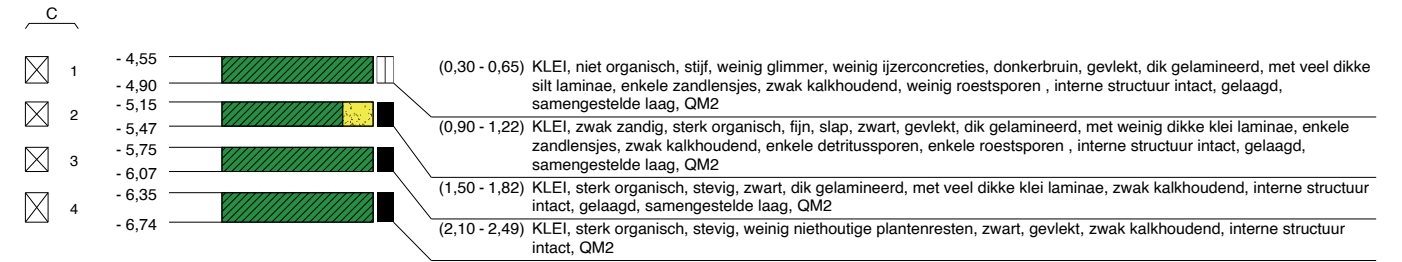 C
1
- 4,55
- 4,90
(0,30 - 0,65) KLEI, niet organisch, stijf, weinig glimmer, weinig ijzerconcreties, donkerbruin, gevlekt, dik gelamineerd, met veel dikke
silt laminae, enkele zandlensjes, zwak kalkhoudend, weinig roestsporen , interne structuur intact, gelaagd,
samengestelde laag, QM2
2
- 5,15
- 5,47
(0,90 - 1,22) KLEI, zwak zandig, sterk organisch, fijn, slap, zwart, gevlekt, dik gelamineerd, met weinig dikke klei laminae, enkele
zandlensjes, zwak kalkhoudend, enkele detritussporen, enkele roestsporen , interne structuur intact, gelaagd,
samengestelde laag, QM2
3
- 5,75
- 6,07
(1,50 - 1,82) KLEI, sterk organisch, stevig, zwart, dik gelamineerd, met veel dikke klei laminae, zwak kalkhoudend, interne structuur
intact, gelaagd, samengestelde laag, QM2
4
- 6,35
- 6,74
(2,10 - 2,49) KLEI, sterk organisch, stevig, weinig niethoutige plantenresten, zwart, gevlekt, zwak kalkhoudend, interne structuur
intact, QM2